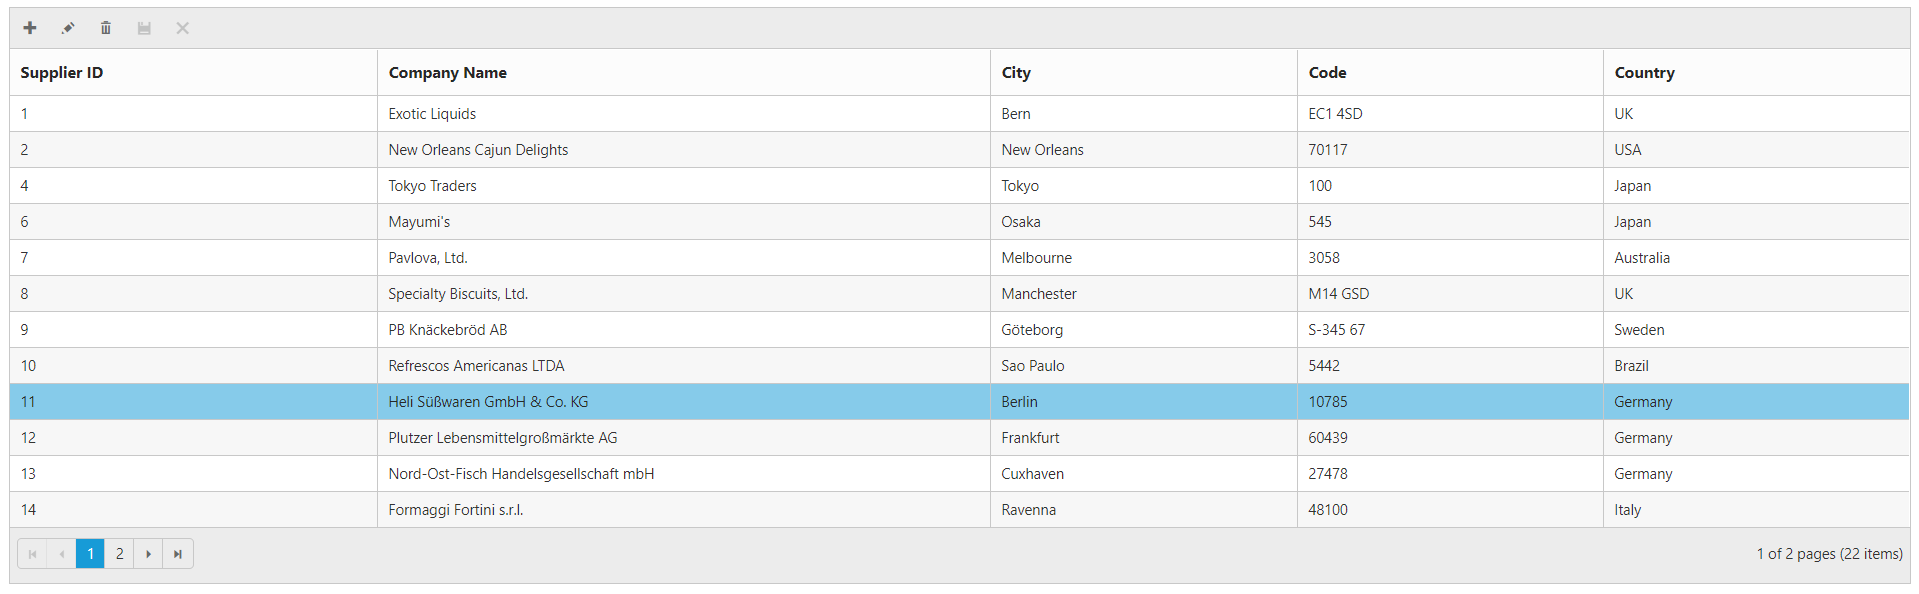 Supplier ID Company Name City Code Country
1 Exotic Liquids Bern EC1 4SD UK
2 New Orleans Cajun Delights New Orleans 70117 USA
4 Tokyo Traders Tokyo 100 Japan
6 Mayumi's Osaka 545 Japan
7 Pavlova, Ltd. Melbourne 3058 Australia
8 Specialty Biscuits, Ltd. Manchester M14 GSD UK
9 PB Knäckebröd AB Göteborg S-345 67 Sweden
10 Refrescos Americanas LTDA Sao Paulo 5442 Brazil
11 Heli Süßwaren GmbH & Co. KG Berlin 10785 Germany
12 Plutzer Lebensmittelgroßmärkte AG Frankfurt 60439 Germany
13 Nord-Ost-Fisch Handelsgesellschaft mbH Cuxhaven 27478 Germany
14 Formaggi Fortini s.r.l. Ravenna 48100 Italy
1 2 1 of 2 pages (22 items)